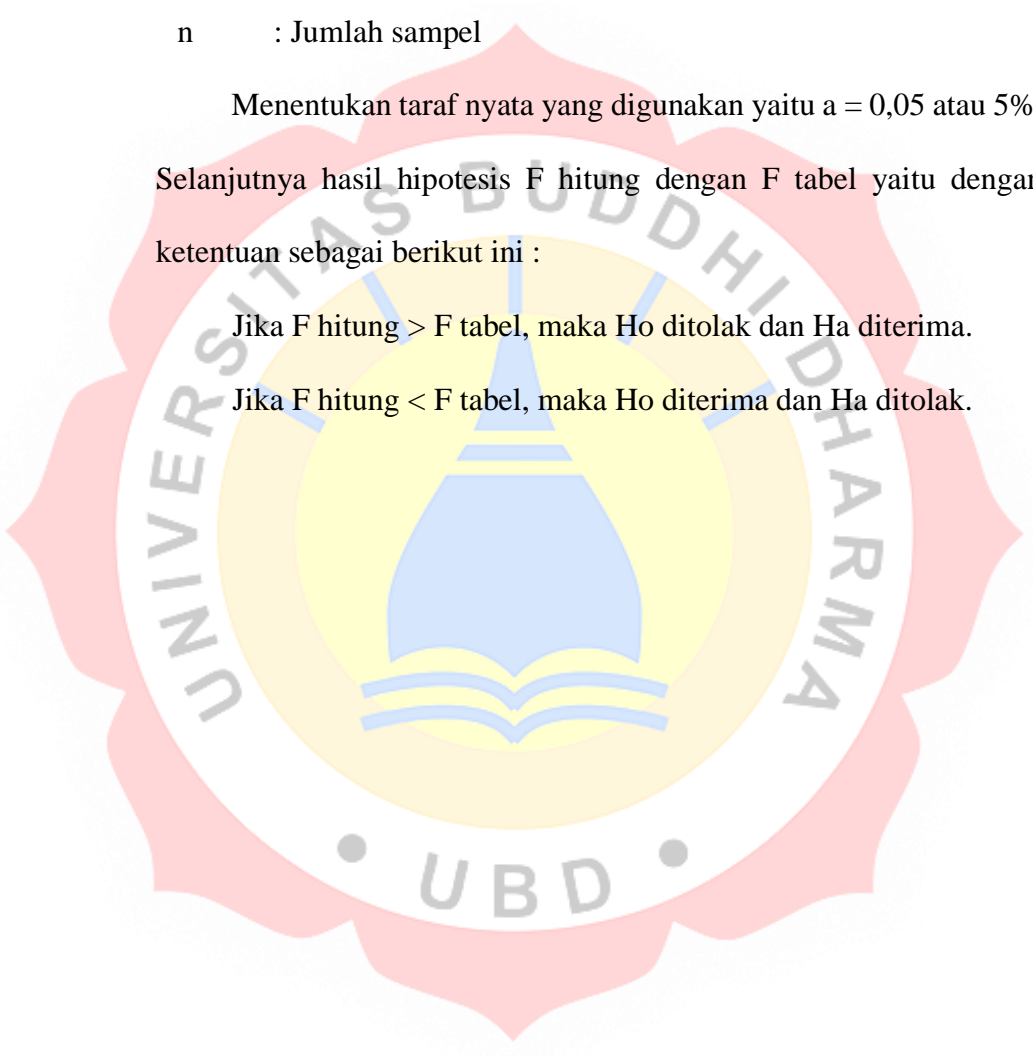 n : Jumlah sampel
Menentukan taraf nyata yang digunakan yaitu a = 0,05 atau 5%
Selanjutnya hasil hipotesis F hitung dengan F tabel yaitu dengan
ketentuan sebagai berikut ini :
Jika F hitung > F tabel, maka Ho ditolak dan Ha diterima.
Jika F hitung < F tabel, maka Ho diterima dan Ha ditolak.
UNIVERSITAS BUDDHI DHARMA
• UBD •